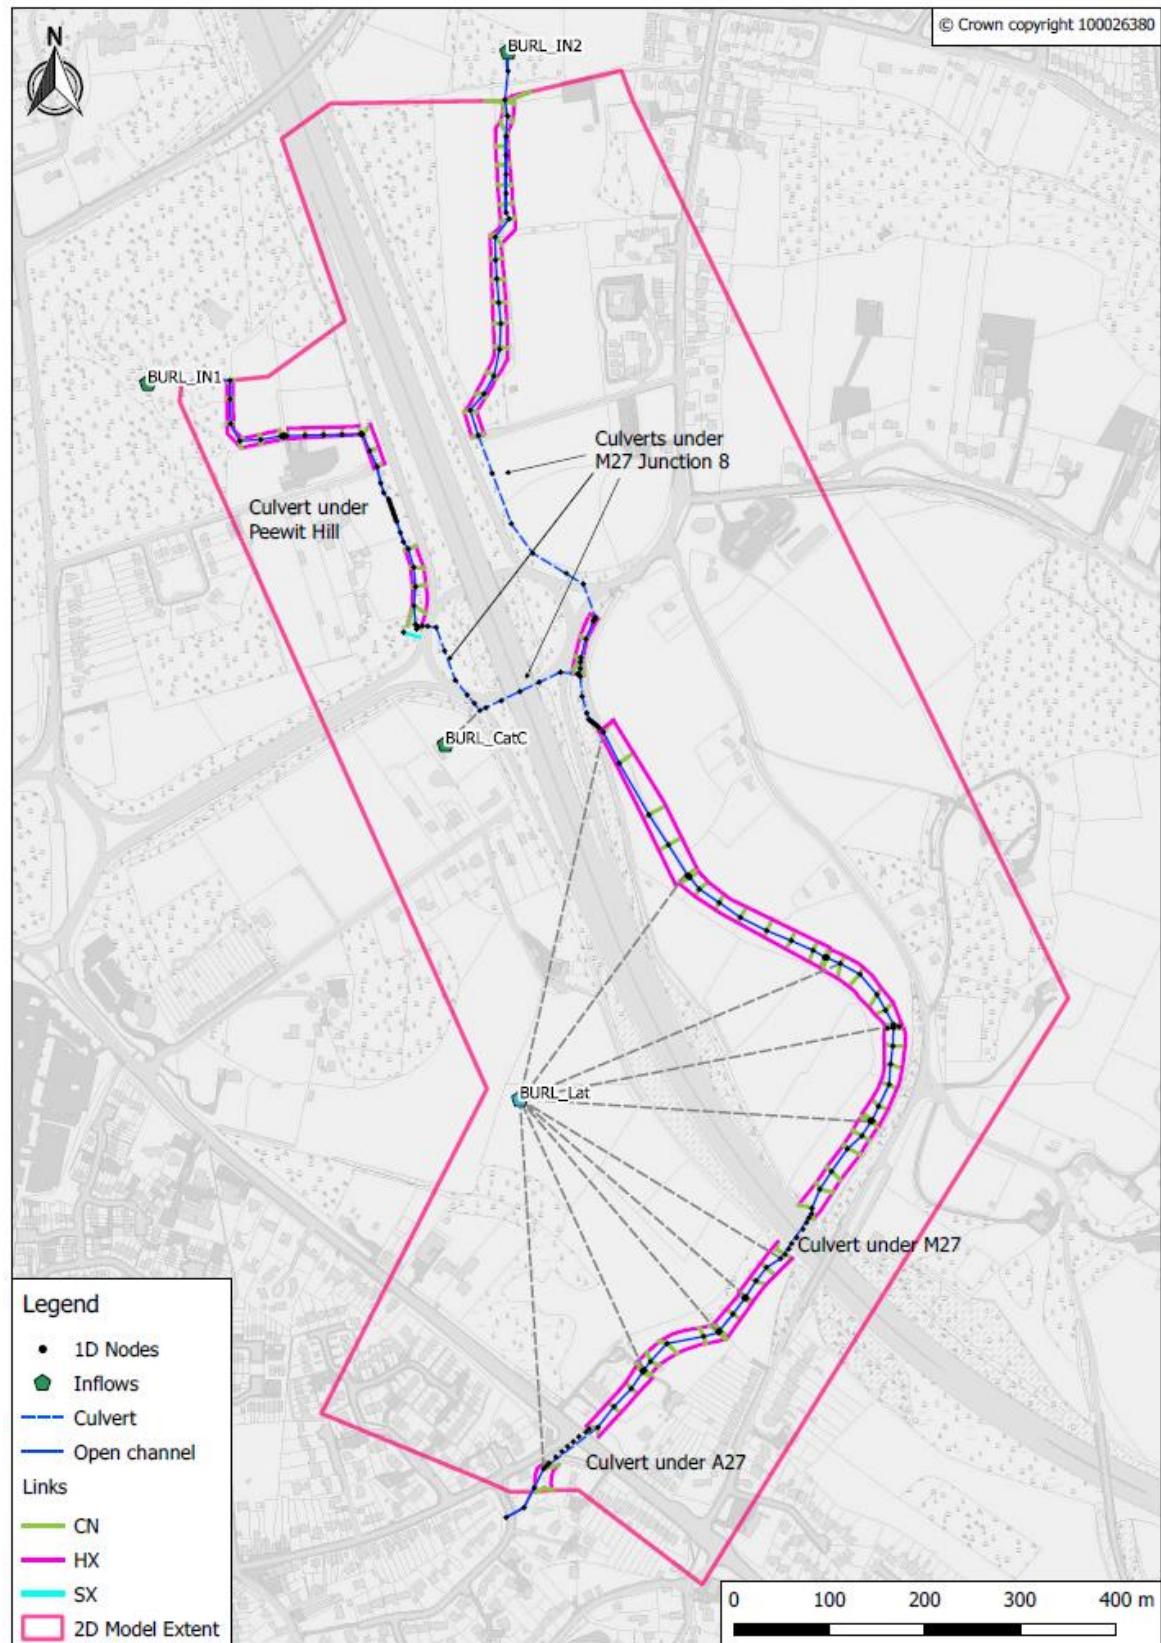 © Crown copyright 100026380
N
BURL_IN2
BURL_IN1
Culverts under
M27 Junction 8
Culvert under
Peewit Hill
BURL_CatC
BURL_Lat
Culvert under M27
Culvert under A27
Legend
1D Nodes
Inflows
Culvert
Open channel
Links
CN
HX
SX
2D Model Extent
0 100 200 300 400 m